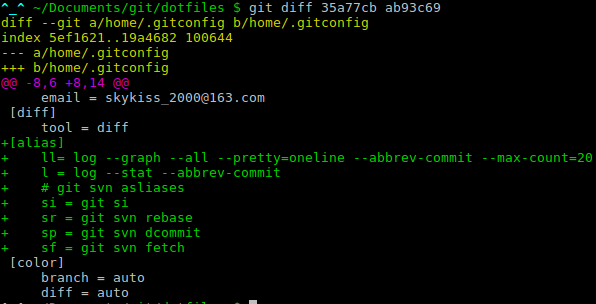 ^_^ ~/Documents/git/dotfiles $ git diff 35a77cb ab93c69
diff --git a/home/.gitconfig b/home/.gitconfig
index 5ef1621..19a4682 100644
--- a/home/.gitconfig
+++ b/home/.gitconfig
@@ -8,6 +8,14 @@
     email = skykiss_2000@163.com
 [diff]
     tool = diff
+[alias]
+    ll= log --graph --all --pretty=oneline --abbrev-commit --max-count=20
+    l = log --stat --abbrev-commit
+    # git svn asliases
+    si = git si
+    sr = git svn rebase
+    sp = git svn dcommit
+    sf = git svn fetch
 [color]
     branch = auto
     diff = auto